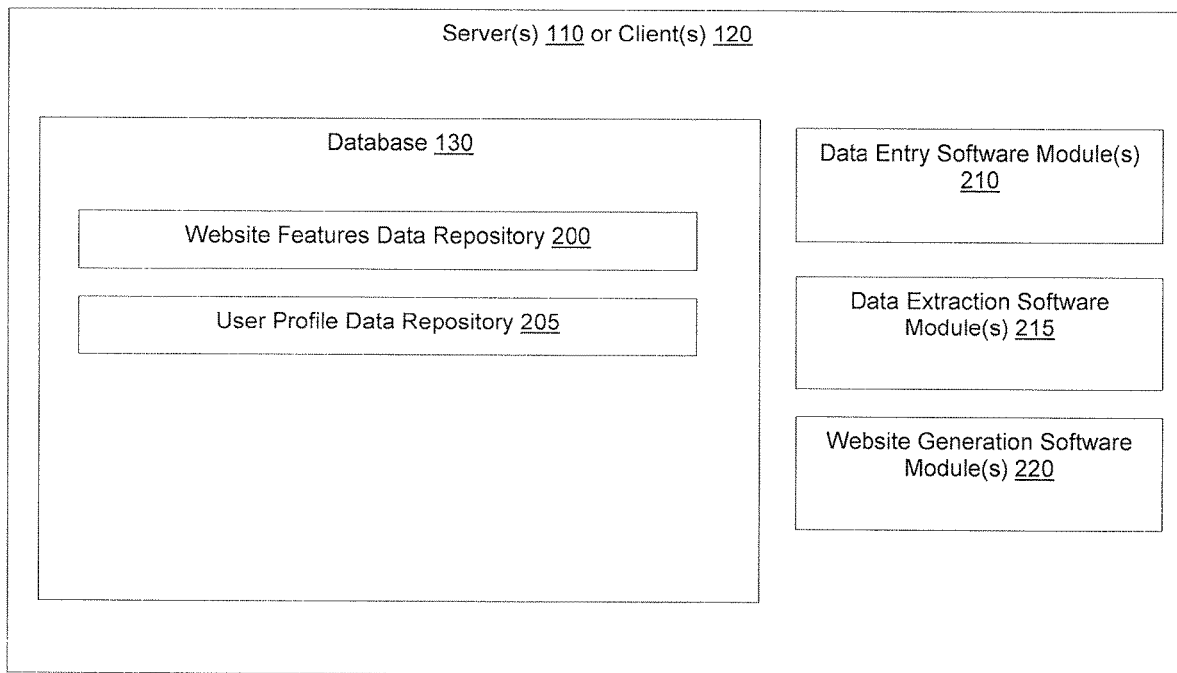 Server(s) 110 or Client(s) 120
Database 130
Website Features Data Repository 200
User Profile Data Repository 205
Data Entry Software Module(s)
210
Data Extraction Software
Module(s) 215
Website Generation Software
Module(s) 220